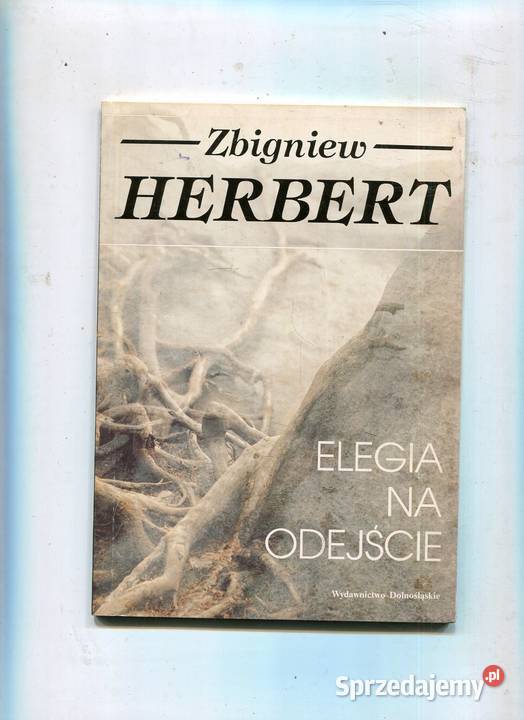 Zbigniew
HERBERT
ELEGIA
NA
ODEJŚCIE
Wydawnictwo Dolnośląskie
Sprzedajemy.pl